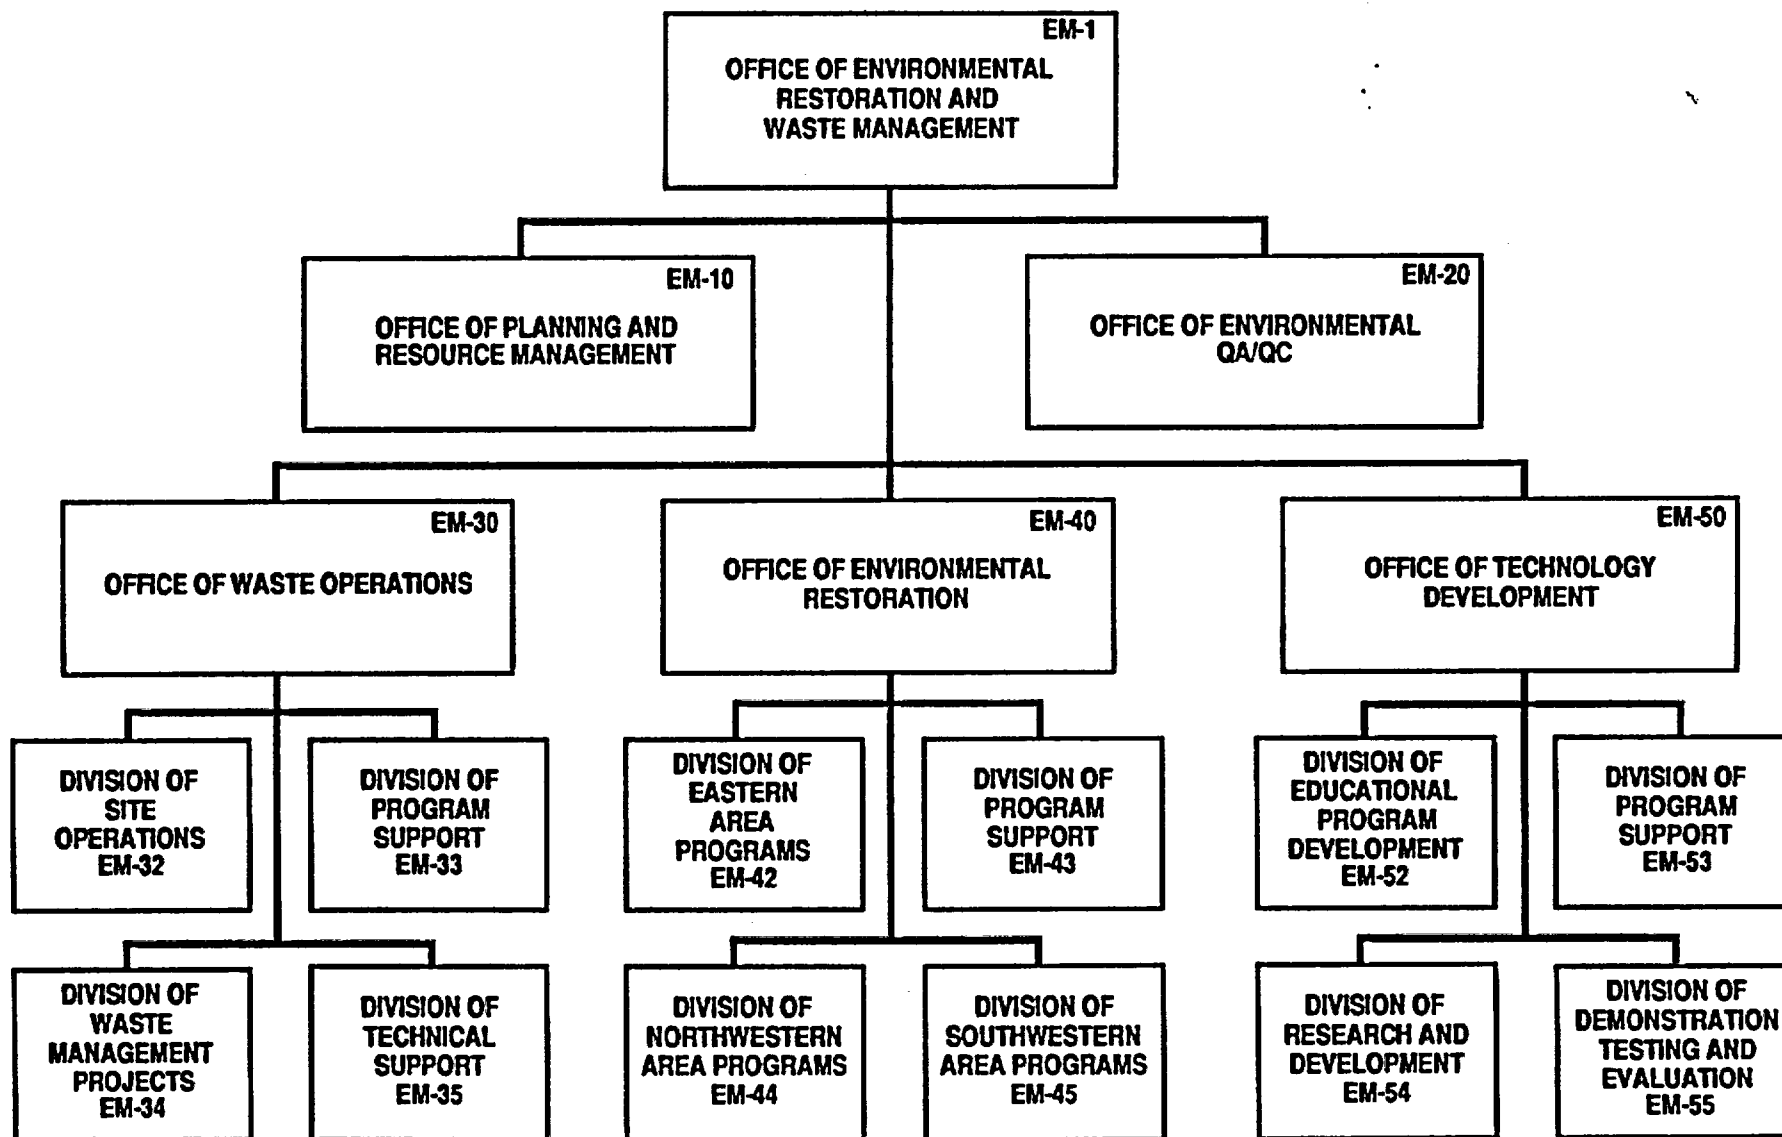 EM-1
OFFICE OF ENVIRONMENTAL
RESTORATION AND
WASTE MANAGEMENT
EM-10
OFFICE OF PLANNING AND
RESOURCE MANAGEMENT
EM-20
OFFICE OF ENVIRONMENTAL
QA/QC
EM-30
OFFICE OF WASTE OPERATIONS
EM-40
OFFICE OF ENVIRONMENTAL
RESTORATION
EM-50
OFFICE OF TECHNOLOGY
DEVELOPMENT
DIVISION OF
SITE
OPERATIONS
EM-32
DIVISION OF
PROGRAM
SUPPORT
EM-33
DIVISION OF
EASTERN
AREA
PROGRAMS
EM-42
DIVISION OF
PROGRAM
SUPPORT
EM-43
DIVISION OF
EDUCATIONAL
PROGRAM
DEVELOPMENT
EM-52
DIVISION OF
PROGRAM
SUPPORT
EM-53
DIVISION OF
WASTE
MANAGEMENT
PROJECTS
EM-34
DIVISION OF
TECHNICAL
SUPPORT
EM-35
DIVISION OF
NORTHWESTERN
AREA PROGRAMS
EM-44
DIVISION OF
SOUTHWESTERN
AREA PROGRAMS
EM-45
DIVISION OF
RESEARCH AND
DEVELOPMENT
EM-54
DIVISION OF
DEMONSTRATION
TESTING AND
EVALUATION
EM-55